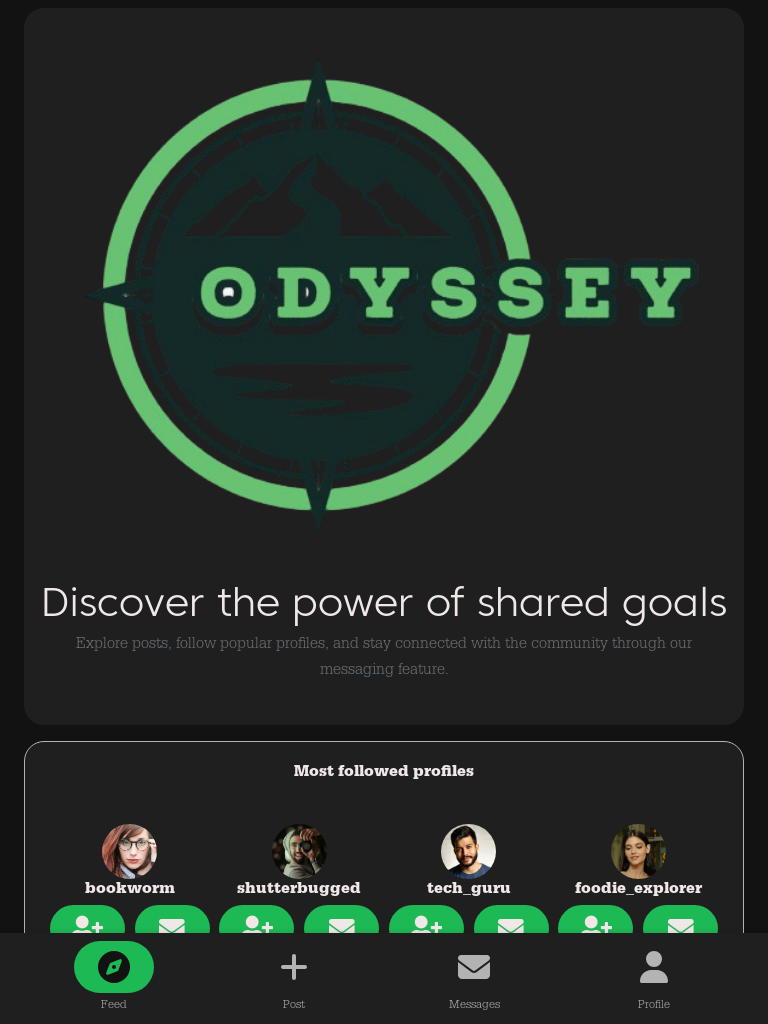 ODYSSEY
Discover the power of shared goals
Explore posts, follow popular profiles, and stay connected with the community through our
messaging feature.
Most followed profiles
bookworm shutterbugged tech_guru foodie_explorer
Feed Post Messages Profile